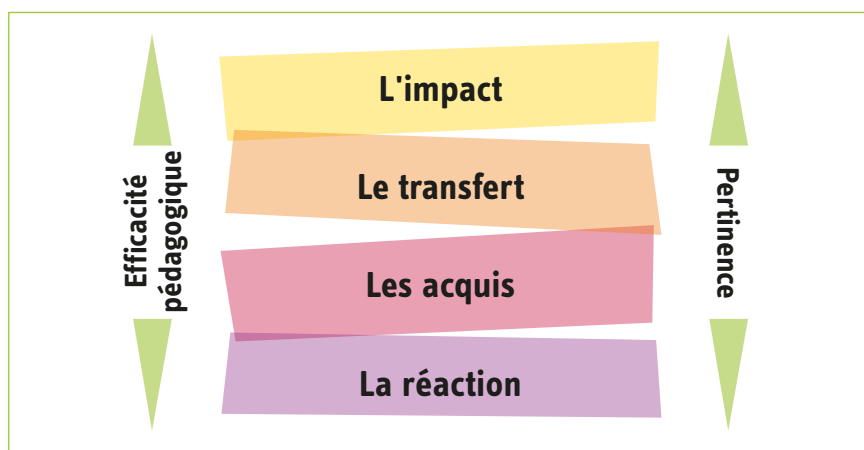 L'impact
Le transfert
Les acquis
La réaction
Efficacité
pédagogique
Pertinence